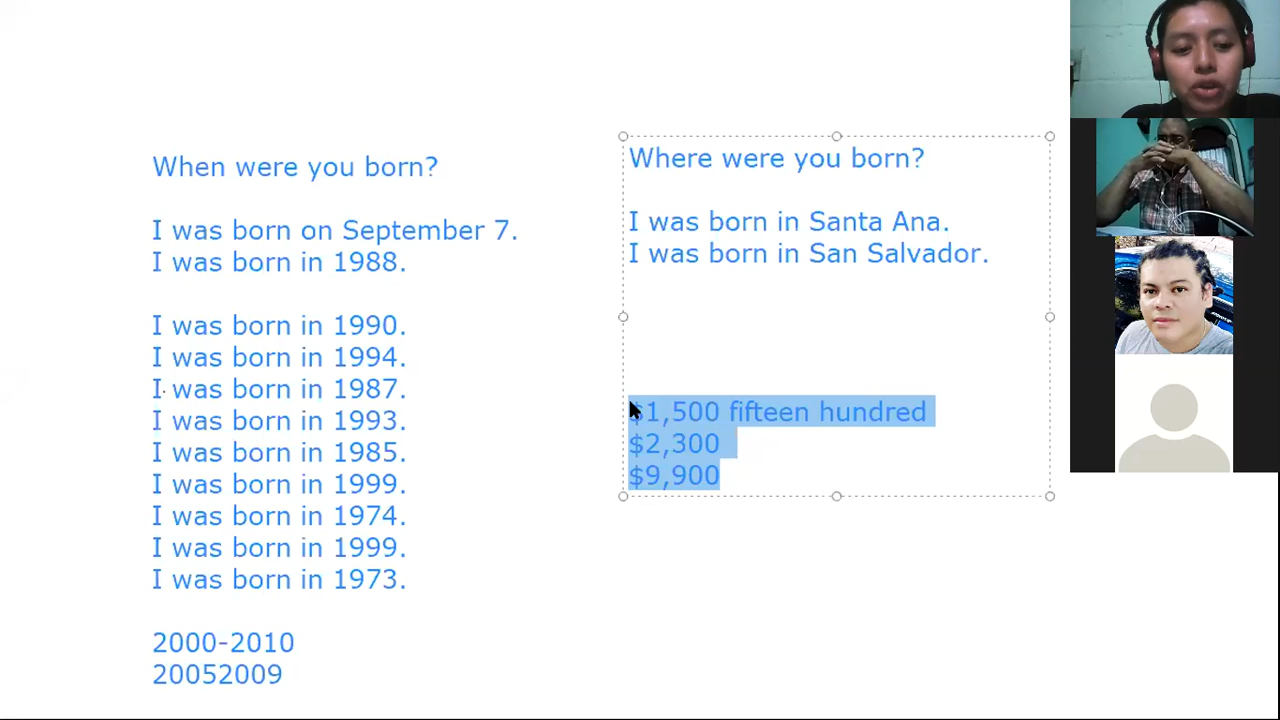 When were you born?
I was born on September 7.
I was born in 1988.
I was born in 1990.
I was born in 1994.
I was born in 1987.
I was born in 1993.
I was born in 1985.
I was born in 1999.
I was born in 1974.
I was born in 1999.
I was born in 1973.
2000-2010
20052009
Where were you born?
I was born in Santa Ana.
I was born in San Salvador.
$1,500 fifteen hundred
$2,300
$9,900